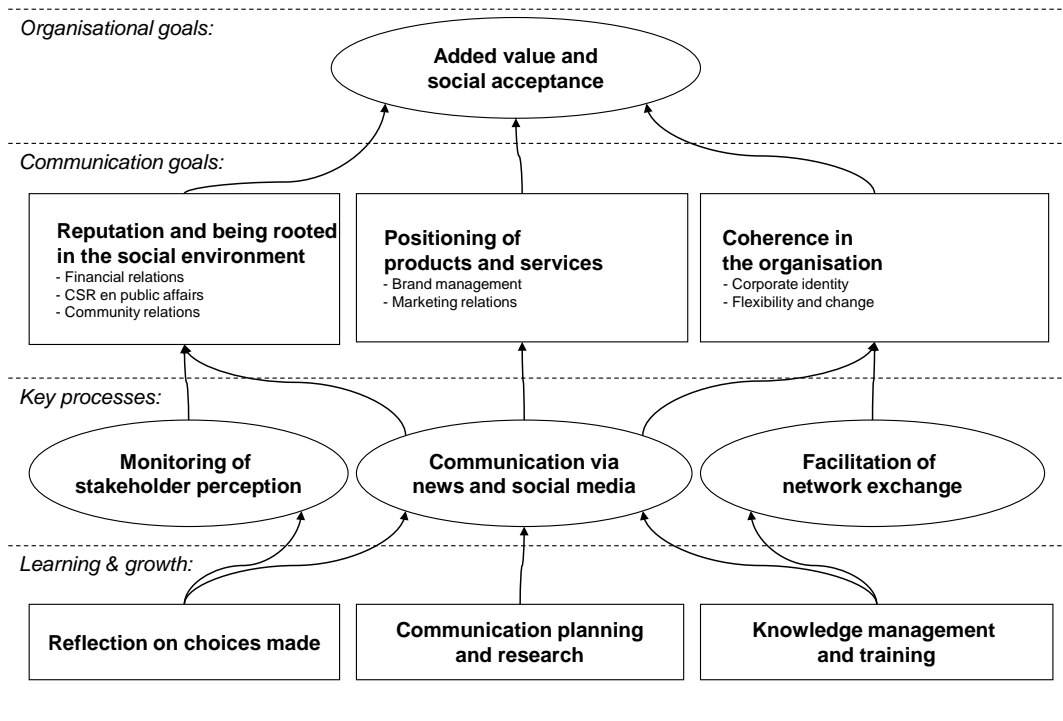 Organisational goals:
Added value and
social acceptance
Communication goals:
Reputation and being rooted
in the social environment
- Financial relations
- CSR en public affairs
- Community relations
Positioning of
products and services
- Brand management
- Marketing relations
Coherence in
the organisation
- Corporate identity
- Flexibility and change
Key processes:
Monitoring of
stakeholder perception
Communication via
news and social media
Facilitation of
network exchange
Learning & growth:
Reflection on choices made
Communication planning
and research
Knowledge management
and training